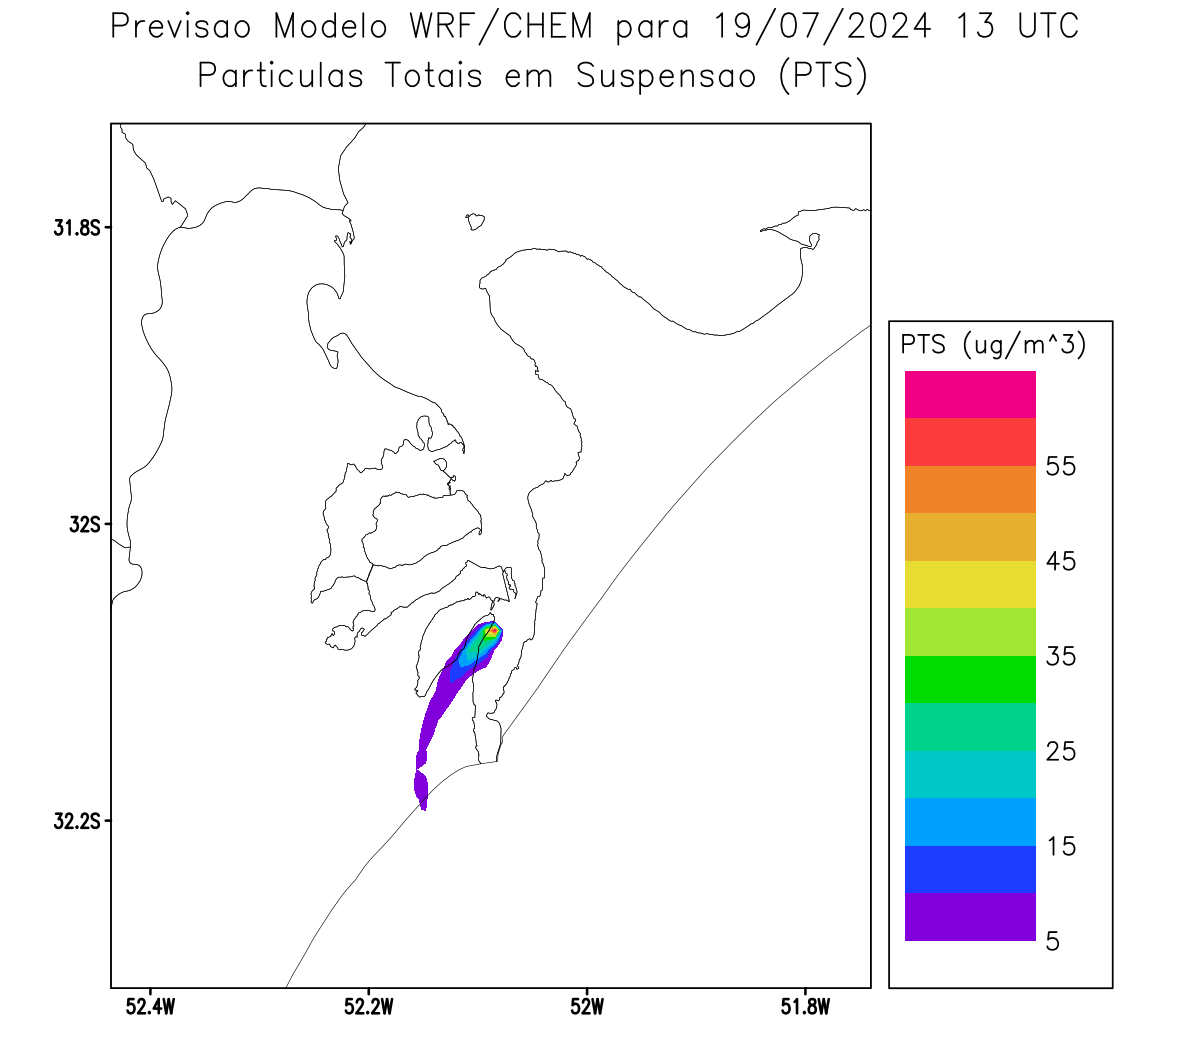 Previsao Modelo WRF/CHEM para 19/07/2024 13 UTC
Particulas Totais em Suspensao (PTS)
31.8S
32S
32.2S
52.4W
52.2W
52W
51.8W
PTS (ug/m^3)
55
45
35
25
15
5